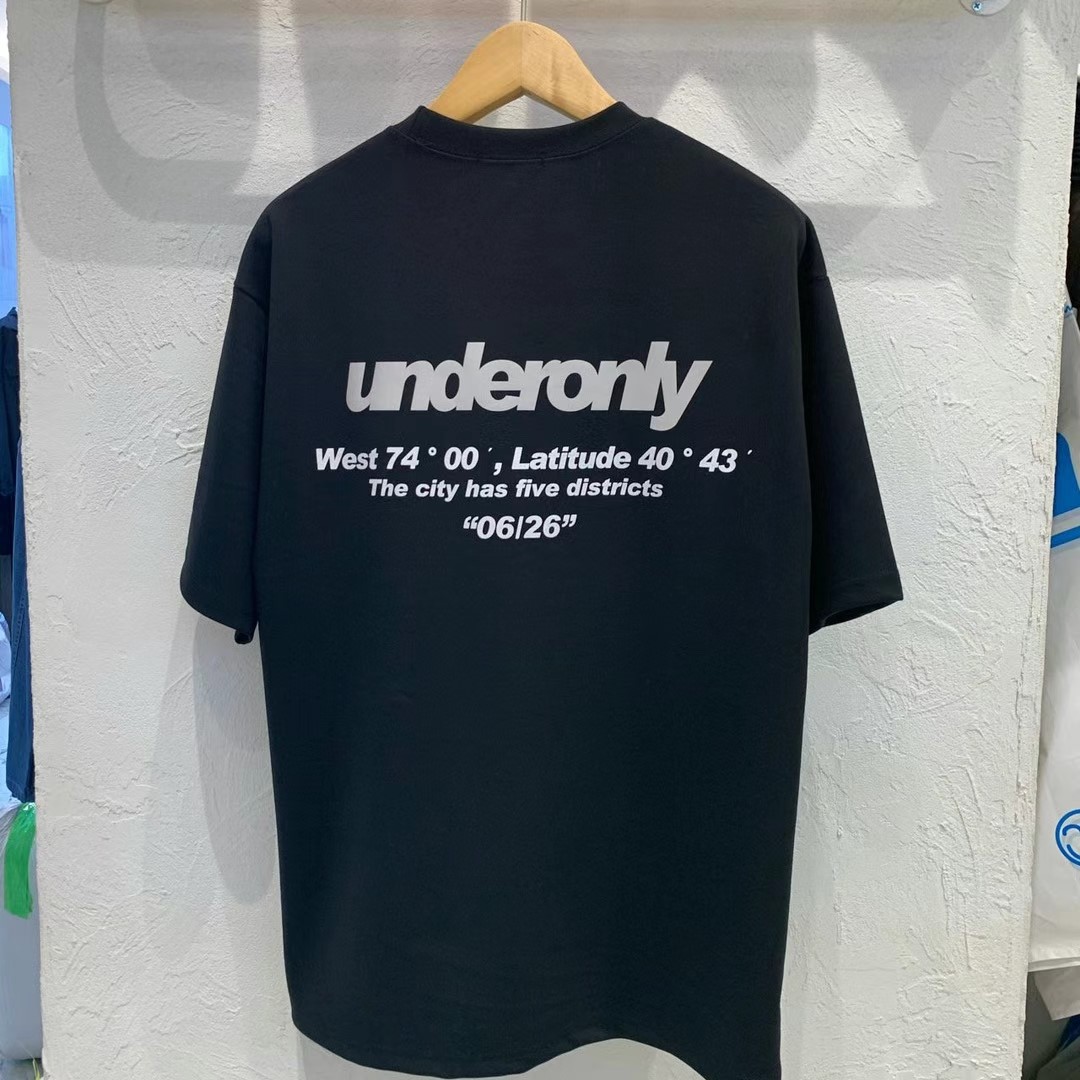 underonly
West 74 ° 00 ′, Latitude 40 ° 43 ′
The city has five districts
“06/26”